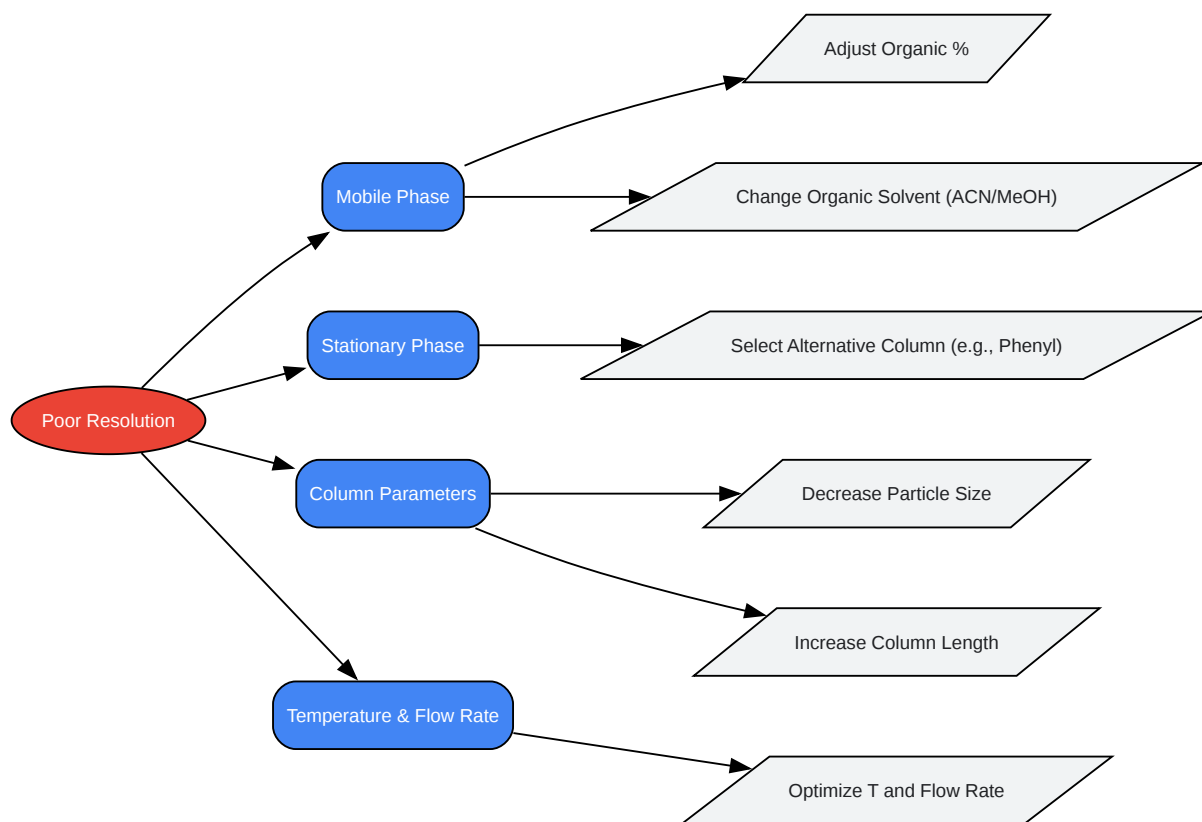 Adjust Organic %
Mobile Phase
Change Organic Solvent (ACN/MeOH)
Stationary Phase
Select Alternative Column (e.g., Phenyl)
Poor Resolution
Column Parameters
Decrease Particle Size
Increase Column Length
Temperature & Flow Rate
Optimize T and Flow Rate